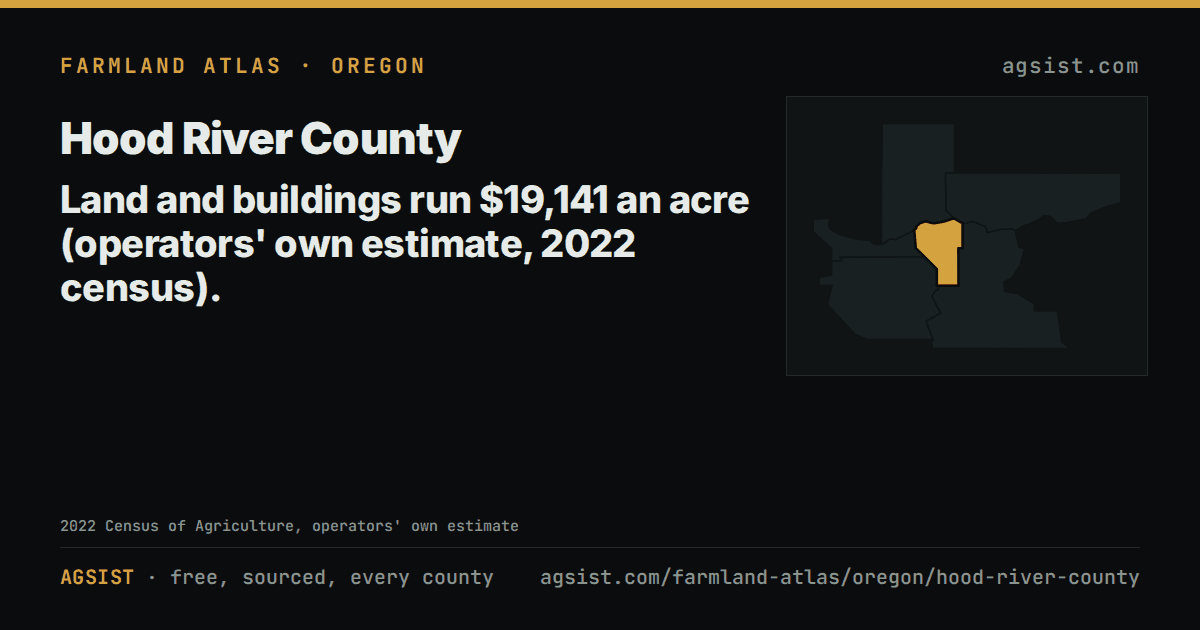 FARMLAND ATLAS · OREGON
agsist.com
Hood River County
Land and buildings run $19,141 an acre
(operators' own estimate, 2022
census).
2022 Census of Agriculture, operators' own estimate
AGSIST · free, sourced, every county
agsist.com/farmland-atlas/oregon/hood-river-county